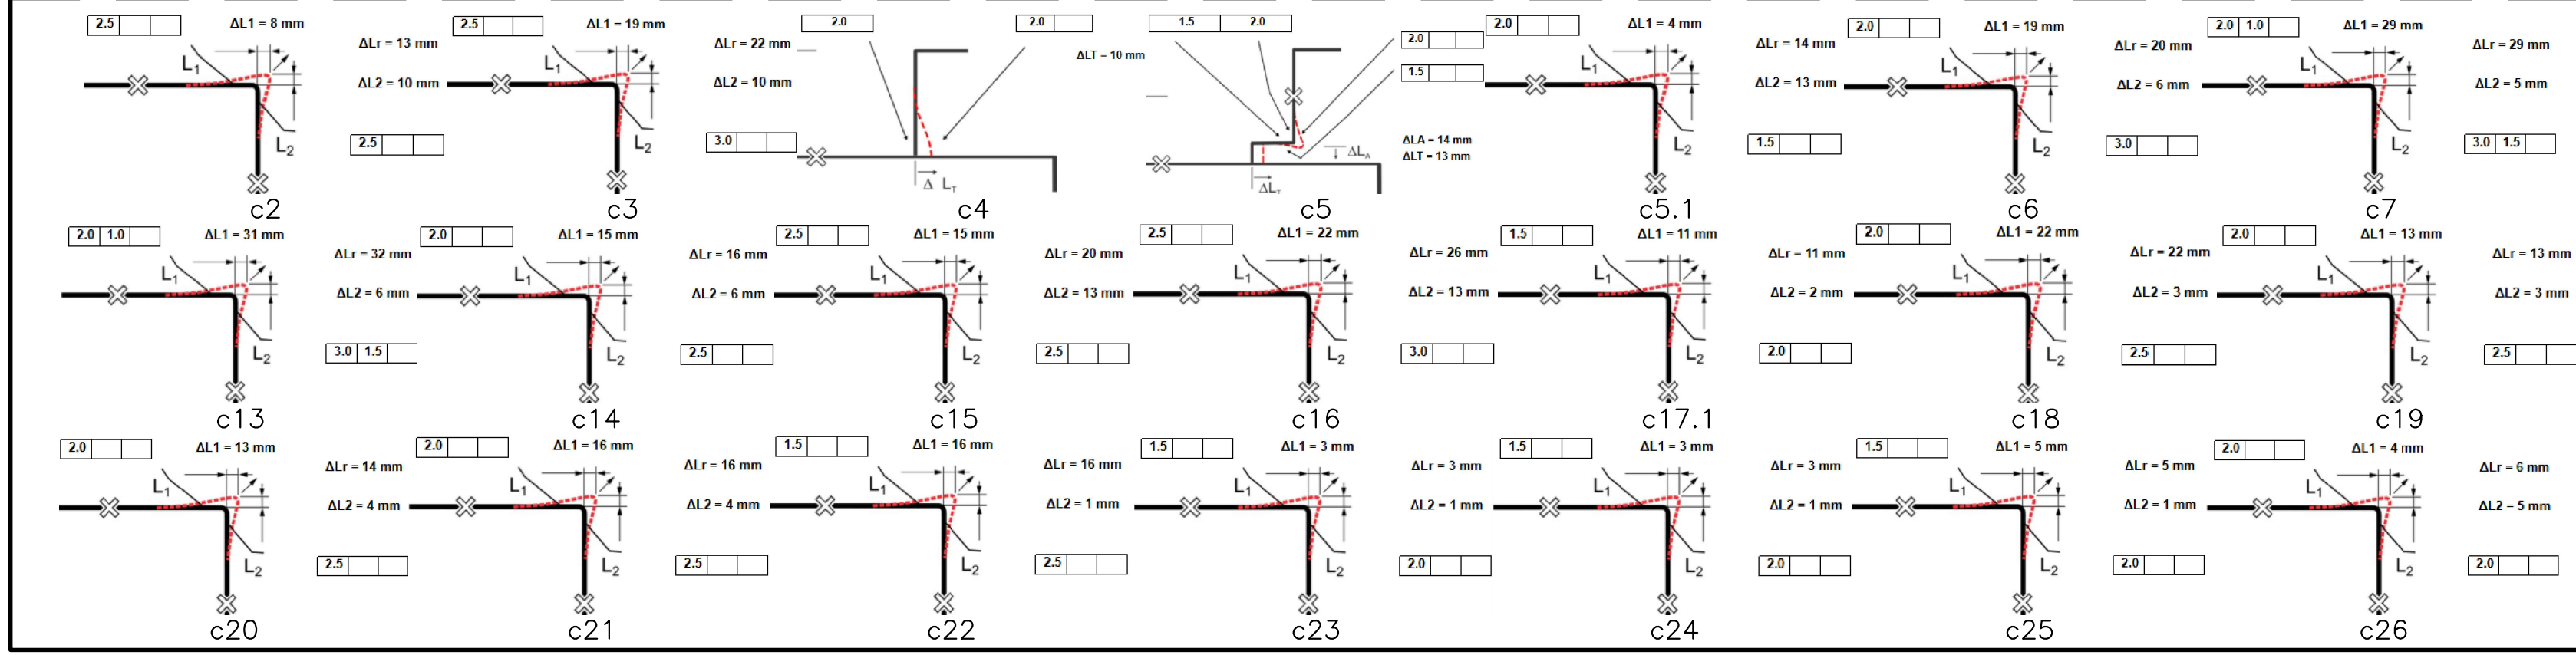 2.5
ΔL1 = 8 mm
ΔLr = 13 mm
L1
ΔL2 = 10 mm
2.5
L2
c2
2.5
ΔL1 = 19 mm
ΔLr = 22 mm
L1
ΔL2 = 10 mm
3.0
L2
c3
2.0
2.0
ΔLT = 10 mm
Δ LT
c4
1.5 2.0
2.0
1.5
ΔLA = 14 mm
ΔLT = 13 mm
ΔLA
ΔLT
c5
2.0
ΔL1 = 4 mm
ΔLr = 14 mm
L1
ΔL2 = 13 mm
1.5
L2
c5.1
2.0
ΔL1 = 19 mm
ΔLr = 20 mm
L1
ΔL2 = 6 mm
3.0
L2
c6
2.0 1.0
ΔL1 = 29 mm
ΔLr = 29 mm
L1
ΔL2 = 5 mm
3.0 1.5
L2
c7
2.0 1.0
ΔL1 = 31 mm
ΔLr = 32 mm
L1
ΔL2 = 6 mm
3.0 1.5
L2
c13
2.0
ΔL1 = 15 mm
ΔLr = 16 mm
L1
ΔL2 = 6 mm
2.5
L2
c14
2.5
ΔL1 = 15 mm
ΔLr = 20 mm
L1
ΔL2 = 13 mm
2.5
L2
c15
2.5
ΔL1 = 22 mm
ΔLr = 26 mm
L1
ΔL2 = 13 mm
3.0
L2
c16
1.5
ΔL1 = 11 mm
ΔLr = 11 mm
L1
ΔL2 = 2 mm
2.0
L2
c17.1
2.0
ΔL1 = 22 mm
ΔLr = 22 mm
L1
ΔL2 = 3 mm
2.5
L2
c18
2.0
ΔL1 = 13 mm
ΔLr = 13 mm
L1
ΔL2 = 3 mm
2.5
L2
c19
2.0
ΔL1 = 13 mm
ΔLr = 14 mm
L1
ΔL2 = 4 mm
2.5
L2
c20
2.0
ΔL1 = 16 mm
ΔLr = 16 mm
L1
ΔL2 = 4 mm
2.5
L2
c21
1.5
ΔL1 = 16 mm
ΔLr = 16 mm
L1
ΔL2 = 1 mm
2.5
L2
c22
1.5
ΔL1 = 3 mm
ΔLr = 3 mm
L1
ΔL2 = 1 mm
2.0
L2
c23
1.5
ΔL1 = 3 mm
ΔLr = 3 mm
L1
ΔL2 = 1 mm
2.0
L2
c24
1.5
ΔL1 = 5 mm
ΔLr = 5 mm
L1
ΔL2 = 1 mm
2.0
L2
c25
2.0
ΔL1 = 4 mm
ΔLr = 6 mm
L1
ΔL2 = 5 mm
2.0
L2
c26